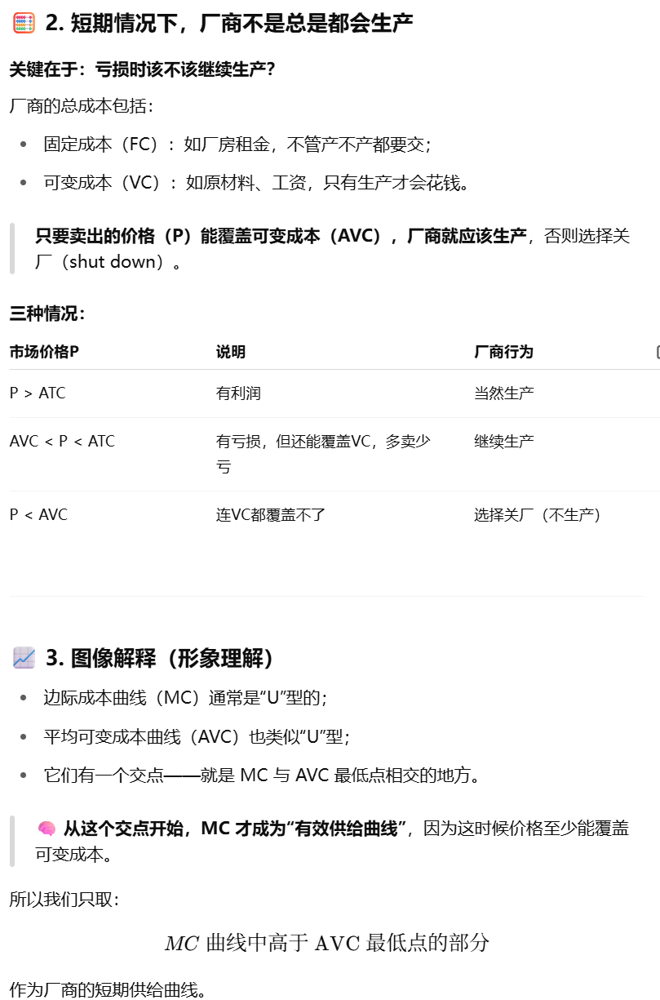 2. 短期情况下，厂商不是总是都会生产
关键在于：亏损时该不该继续生产？
厂商的总成本包括：
• 固定成本（FC）：如厂房租金，不管产不产都要交；
• 可变成本（VC）：如原材料、工资，只有生产才会花钱。
只要卖出的价格（P）能覆盖可变成本（AVC），厂商就应该生产，否则选择关
厂（shut down）。
三种情况：
市场价格P 说明 厂商行为
P > ATC 有利润 当然生产
AVC < P < ATC 有亏损，但还能覆盖VC，多卖少 继续生产
亏
P < AVC 连VC都覆盖不了 选择关厂（不生产）
3. 图像解释（形象理解）
• 边际成本曲线（MC）通常是“U”型的；
• 平均可变成本曲线（AVC）也类似“U”型；
• 它们有一个交点——就是 MC 与 AVC 最低点相交的地方。
从这个交点开始，MC 才成为“有效供给曲线”，因为这时候价格至少能覆盖
可变成本。
所以我们只取：
MC 曲线中高于 AVC 最低点的部分
作为厂商的短期供给曲线。